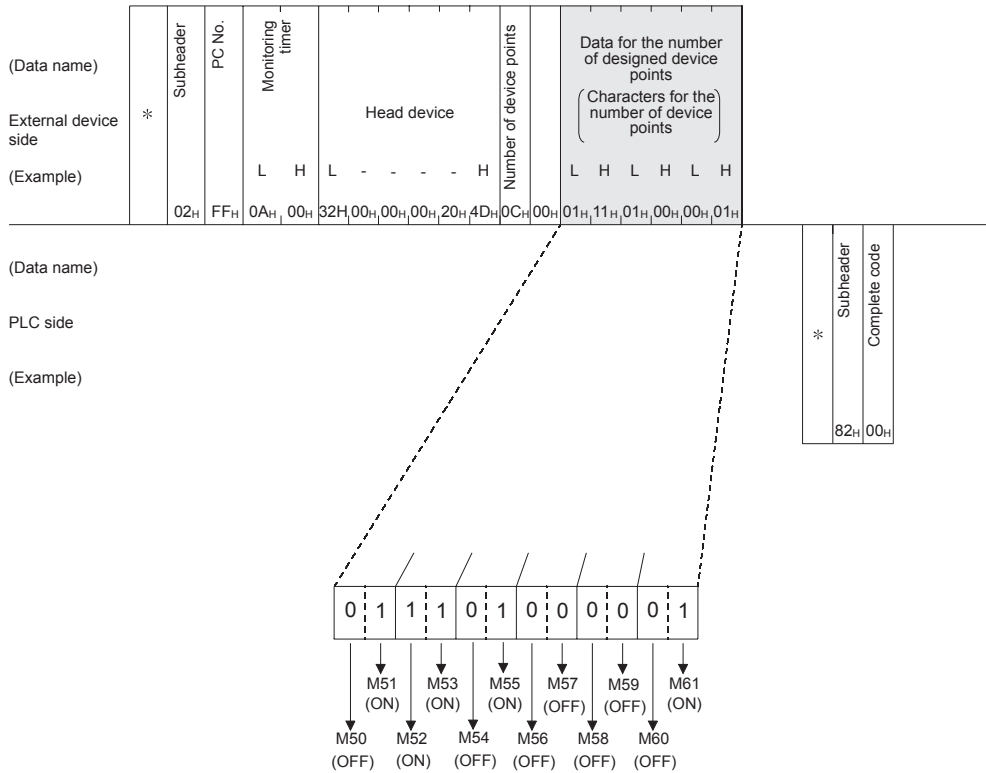 (Data name)
External device
side
(Example)
*
Subheader
02H
PC No.
FFH
Monitoring
timer
L H
0AH 00H
Head device
L - - - - H
32H 00H 00H 00H 20H 4DH
Number of device points
0CH 00H
Data for the number
of designed device
points
(Characters for the
number of device
points)
L H L H L H
01H 11H 01H 00H 00H 01H
(Data name)
PLC side
(Example)
*
Subheader
82H
Complete code
00H
0 1 1 1 0 1 0 0 0 0 0 1
M51 M53 M55 M57 M59 M61
(ON) (ON) (ON) (OFF) (OFF) (ON)
M50 M52 M54 M56 M58 M60
(OFF) (ON) (OFF) (OFF) (OFF) (OFF)